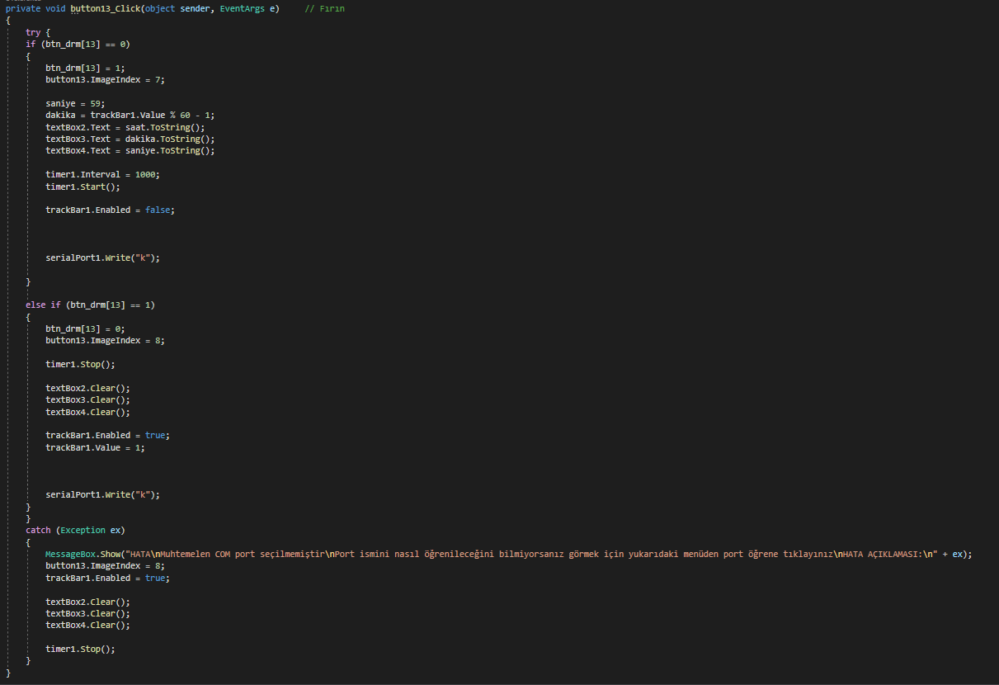 private void button13_Click(object sender, EventArgs e)     // Fırın
{
try {
if (btn_drm[13] == 0)
{
btn_drm[13] = 1;
button13.ImageIndex = 7;
saniye = 59;
dakika = trackBar1.Value % 60 - 1;
textBox2.Text = saat.ToString();
textBox3.Text = dakika.ToString();
textBox4.Text = saniye.ToString();
timer1.Interval = 1000;
timer1.Start();
trackBar1.Enabled = false;
serialPort1.Write("k");
}
else if (btn_drm[13] == 1)
{
btn_drm[13] = 0;
button13.ImageIndex = 8;
timer1.Stop();
textBox2.Clear();
textBox3.Clear();
textBox4.Clear();
trackBar1.Enabled = true;
trackBar1.Value = 1;
serialPort1.Write("k");
}
}
catch (Exception ex)
{
MessageBox.Show("HATA\nMuhtemelen COM port seçilmemiştir\nPort ismini nasıl öğrenileceğini bilmiyorsanız görmek için yukarıdaki menüden port öğrene tıklayınız\nHATA AÇIKLAMASI:\n" + ex);
button13.ImageIndex = 8;
trackBar1.Enabled = true;
textBox2.Clear();
textBox3.Clear();
textBox4.Clear();
timer1.Stop();
}
}